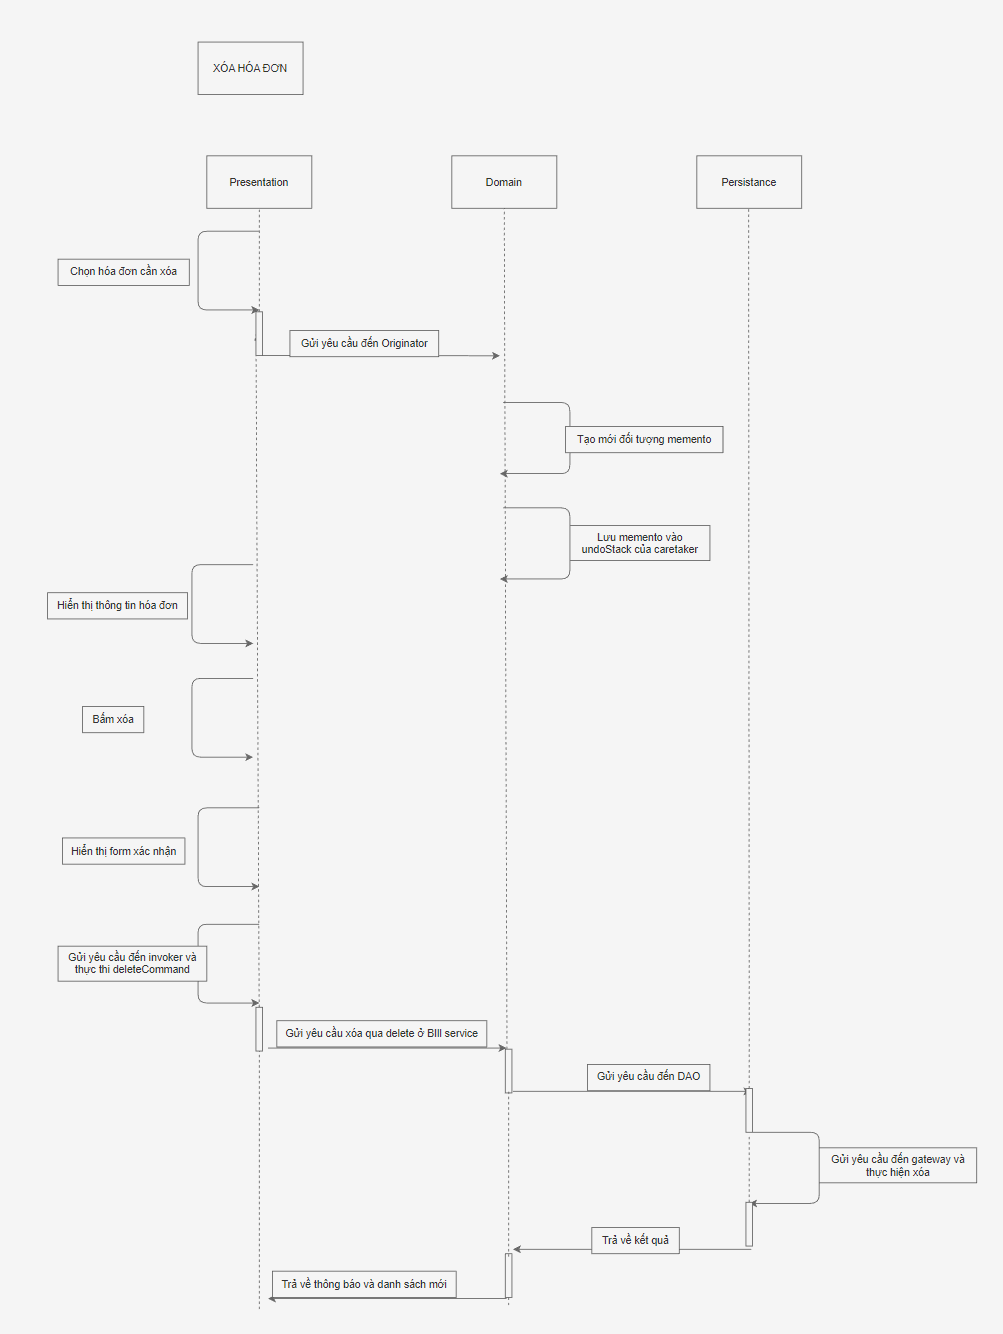 XÓA HÓA ĐƠN
Presentation
Domain
Persistance
Chọn hóa đơn cần xóa
Gửi yêu cầu đến Originator
Tạo mới đối tượng memento
Lưu memento vào
undoStack của caretaker
Hiển thị thông tin hóa đơn
Bấm xóa
Hiển thị form xác nhận
Gửi yêu cầu đến invoker và
thực thi deleteCommand
Gửi yêu cầu xóa qua delete ở BIll service
Gửi yêu cầu đến DAO
Gửi yêu cầu đến gateway và
thực hiện xóa
Trả về kết quả
Trả về thông báo và danh sách mới